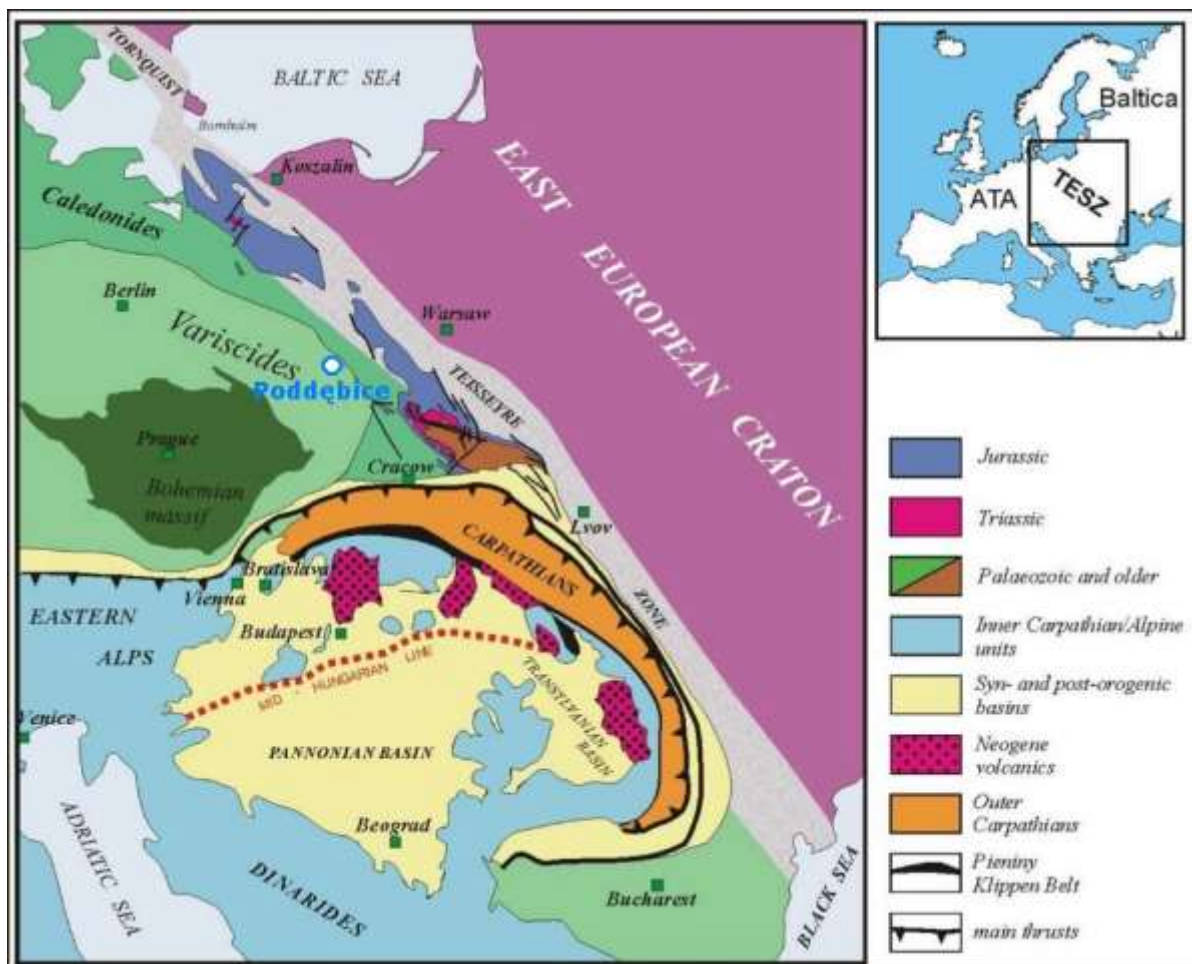 TORNQUIST
BALTIC SEA
Bornholm
Koszalin
EAST EUROPEAN CRATON
Caledonides
Berlin
Variscides
Warsaw
Poddębice
TEISSEYRE
Prague
Bohemian
massif
Cracow
Lvov
CARPATHIANS
ZONE
Bratislava
Vienna
EASTERN
ALPS
Budapest
MID - HUNGARIAN LINE
TRANSYLVANIAN
BASIN
Venice
PANNONIAN BASIN
ADRIATIC SEA
Beograd
DINARIDES
Bucharest
BLACK SEA
Baltica
ATA
TESZ
Jurassic
Triassic
Palaeozoic and older
Inner Carpathian/Alpine
units
Syn- and post-orogenic
basins
Neogene
volcanics
Outer
Carpathians
Pieniny
Klippen Belt
main thrusts